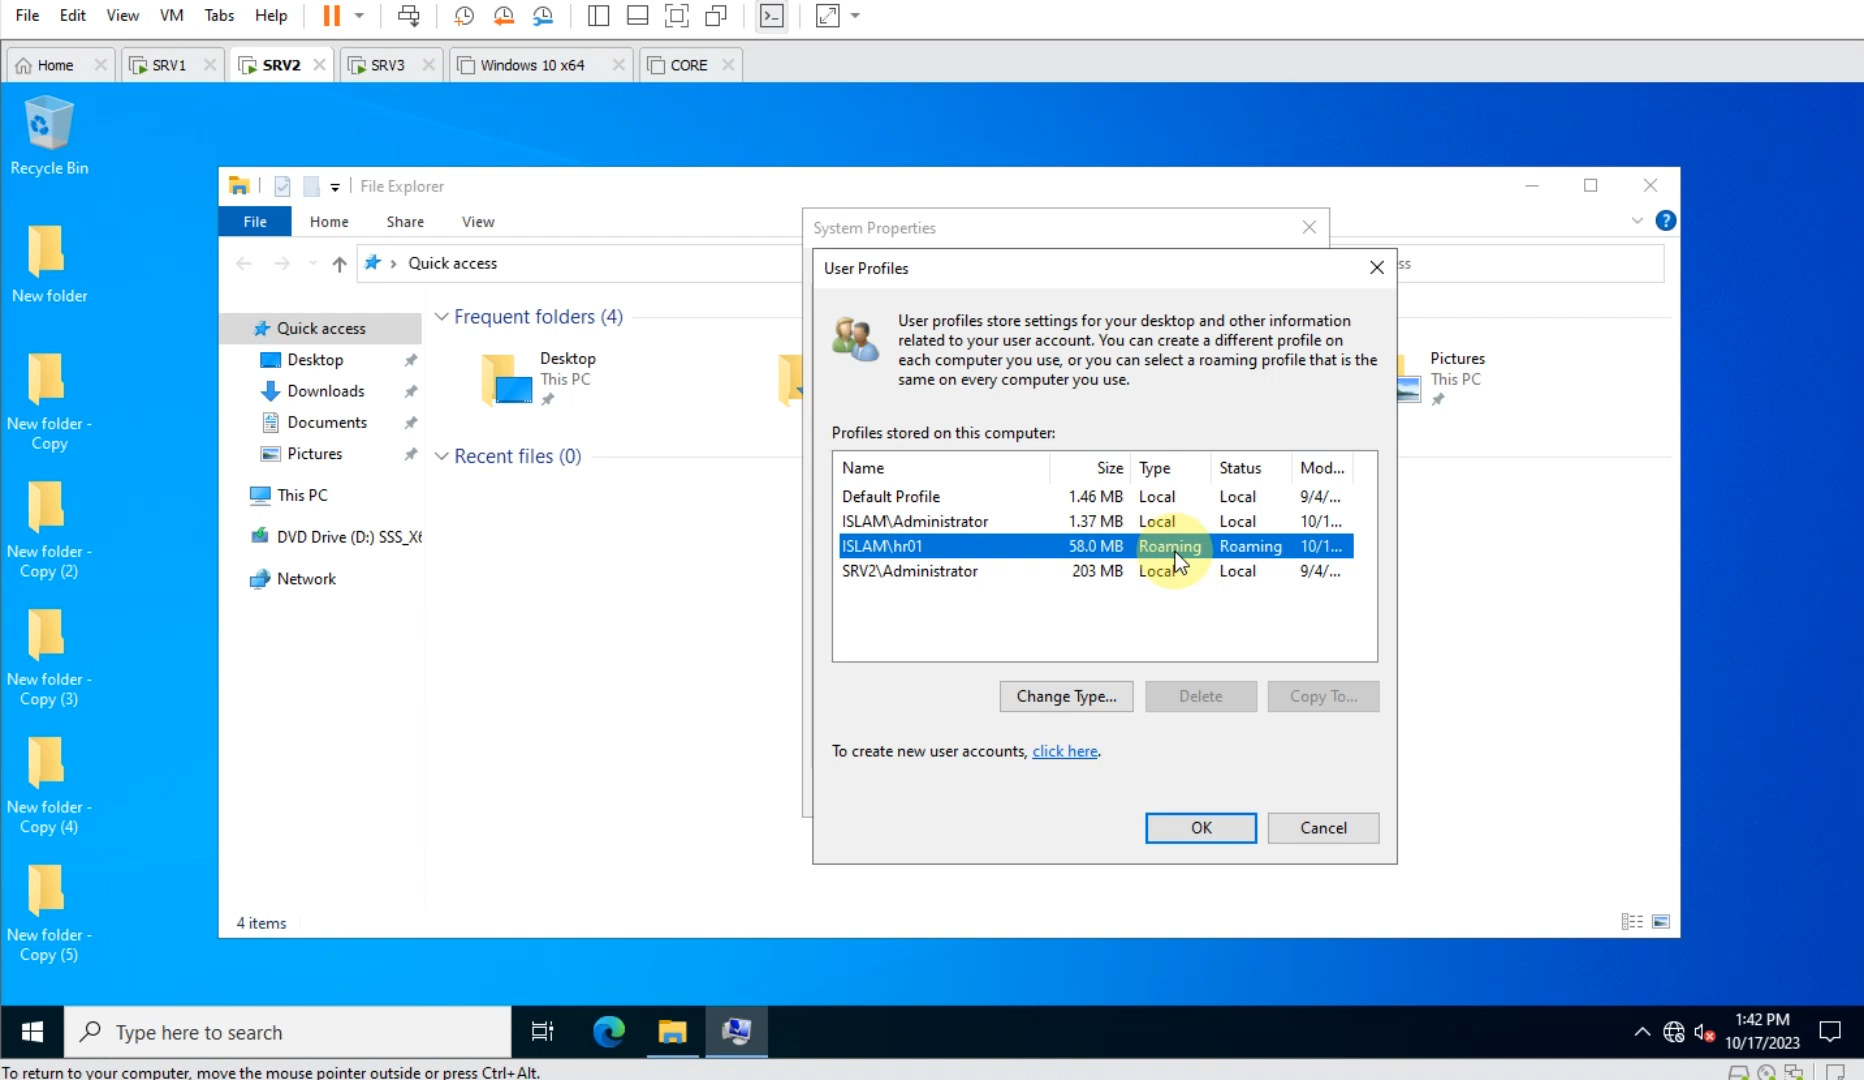 File Edit View VM Tabs Help
Home SRV1 SRV2 SRV3 Windows 10 x64 CORE
Recycle Bin
New folder
New folder -
Copy
New folder -
Copy (2)
New folder -
Copy (3)
New folder -
Copy (4)
New folder -
Copy (5)
File Explorer
File Home Share View
Quick access
Quick access
Desktop
Downloads
Documents
Pictures
This PC
DVD Drive (D:) SSS_X6
Network
Frequent folders (4)
Desktop
This PC
Pictures
This PC
Recent files (0)
4 items
System Properties
ss
User Profiles
User profiles store settings for your desktop and other information
related to your user account. You can create a different profile on
each computer you use, or you can select a roaming profile that is the
same on every computer you use.
Profiles stored on this computer:
Name Size Type Status Mod...
Default Profile 1.46 MB Local Local 9/4/...
ISLAM\Administrator 1.37 MB Local Local 10/1...
ISLAM\hr01 58.0 MB Roaming Roaming 10/1...
SRV2\Administrator 203 MB Local Local 9/4/...
Change Type... Delete Copy To...
To create new user accounts, click here.
OK Cancel
Type here to search
1:42 PM
10/17/2023
To return to your computer, move the mouse pointer outside or press Ctrl+Alt.